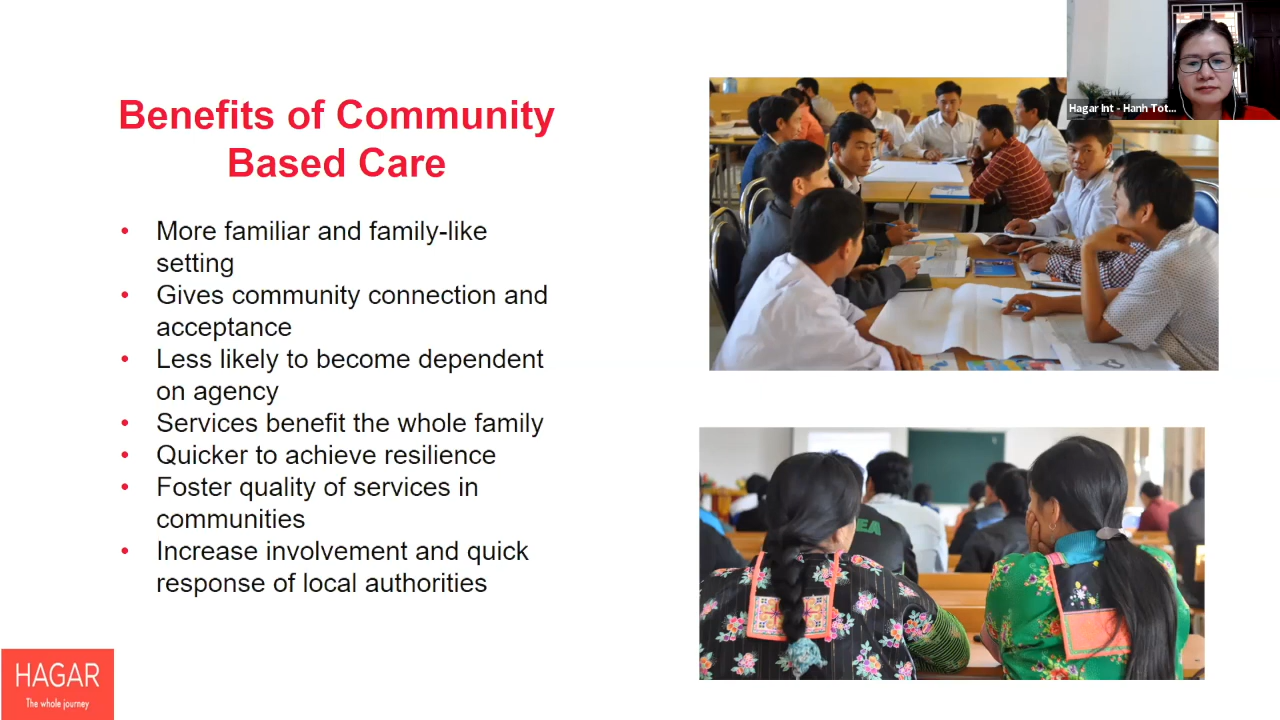 Benefits of Community
Based Care
• More familiar and family-like
setting
• Gives community connection and
acceptance
• Less likely to become dependent
on agency
• Services benefit the whole family
• Quicker to achieve resilience
• Foster quality of services in
communities
• Increase involvement and quick
response of local authorities
Hagar Int - Hanh Tot...
EA
HAGAR
The whole journey